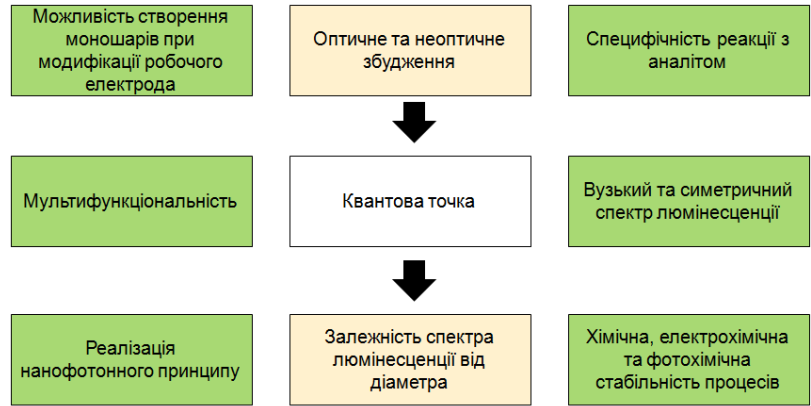 Можливість створення
моношарів при
модифікації робочого
електрода
Оптичне та неоптичне
збудження
Специфічність реакції з
аналітом
Мультифункціональність
Квантова точка
Вузький та симетричний
спектр люмінесценції
Реалізація
нанофотонного принципу
Залежність спектра
люмінесценції від
діаметра
Хімічна, електрохімічна
та фотохімічна
стабільність процесів